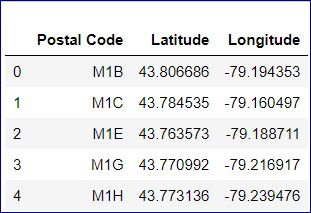 Postal Code Latitude Longitude
0 M1B 43.806686 -79.194353
1 M1C 43.784535 -79.160497
2 M1E 43.763573 -79.188711
3 M1G 43.770992 -79.216917
4 M1H 43.773136 -79.239476